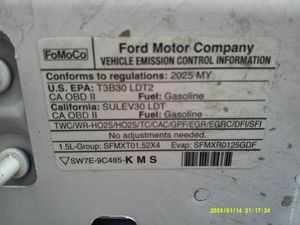 FoMoCo
Ford Motor Company
VEHICLE EMISSION CONTROL INFORMATION
Conforms to regulations: 2025 MY
U.S. EPA: T3B30 LDT2
CA OBD II Fuel: Gasoline
California: SULEV30 LDT
CA OBD II Fuel: Gasoline
TWC/WR-HO2S/HO2S/TC/CAC/GPF/EGR/EGRC/DFI/SFI
No adjustments needed.
1.5L-Group: SFMXT01.52X4 Evap: SFMXR0125GDF
SW7E-9C485-KMS
2024/01/14 21:17:24